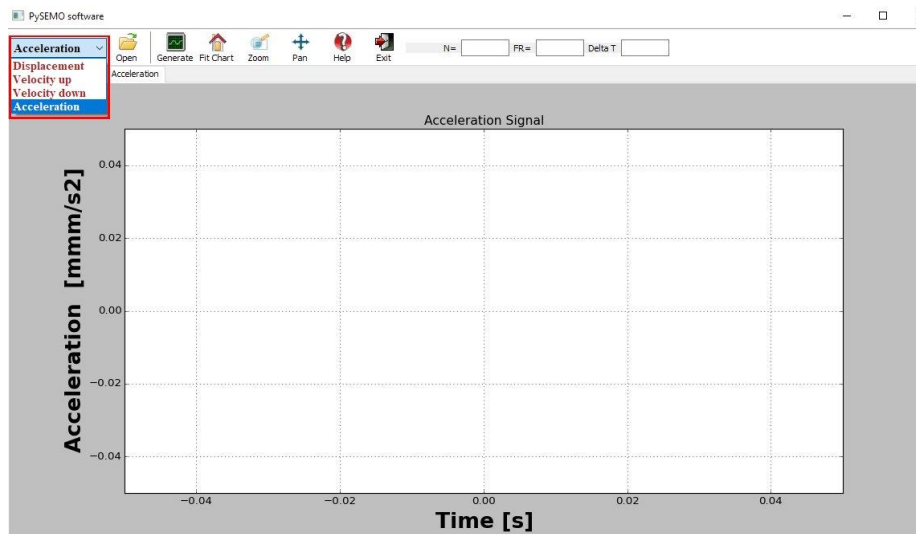 PySEMO software
Acceleration
Open Generate Fit Chart Zoom Pan Help Exit N= FR= Delta T
Displacement
Velocity up
Velocity down
Acceleration
Acceleration
Acceleration Signal
Acceleration [mmm/s2]
0.04
0.02
0.00
−0.02
−0.04
−0.04 −0.02 0.00 0.02 0.04
Time [s]